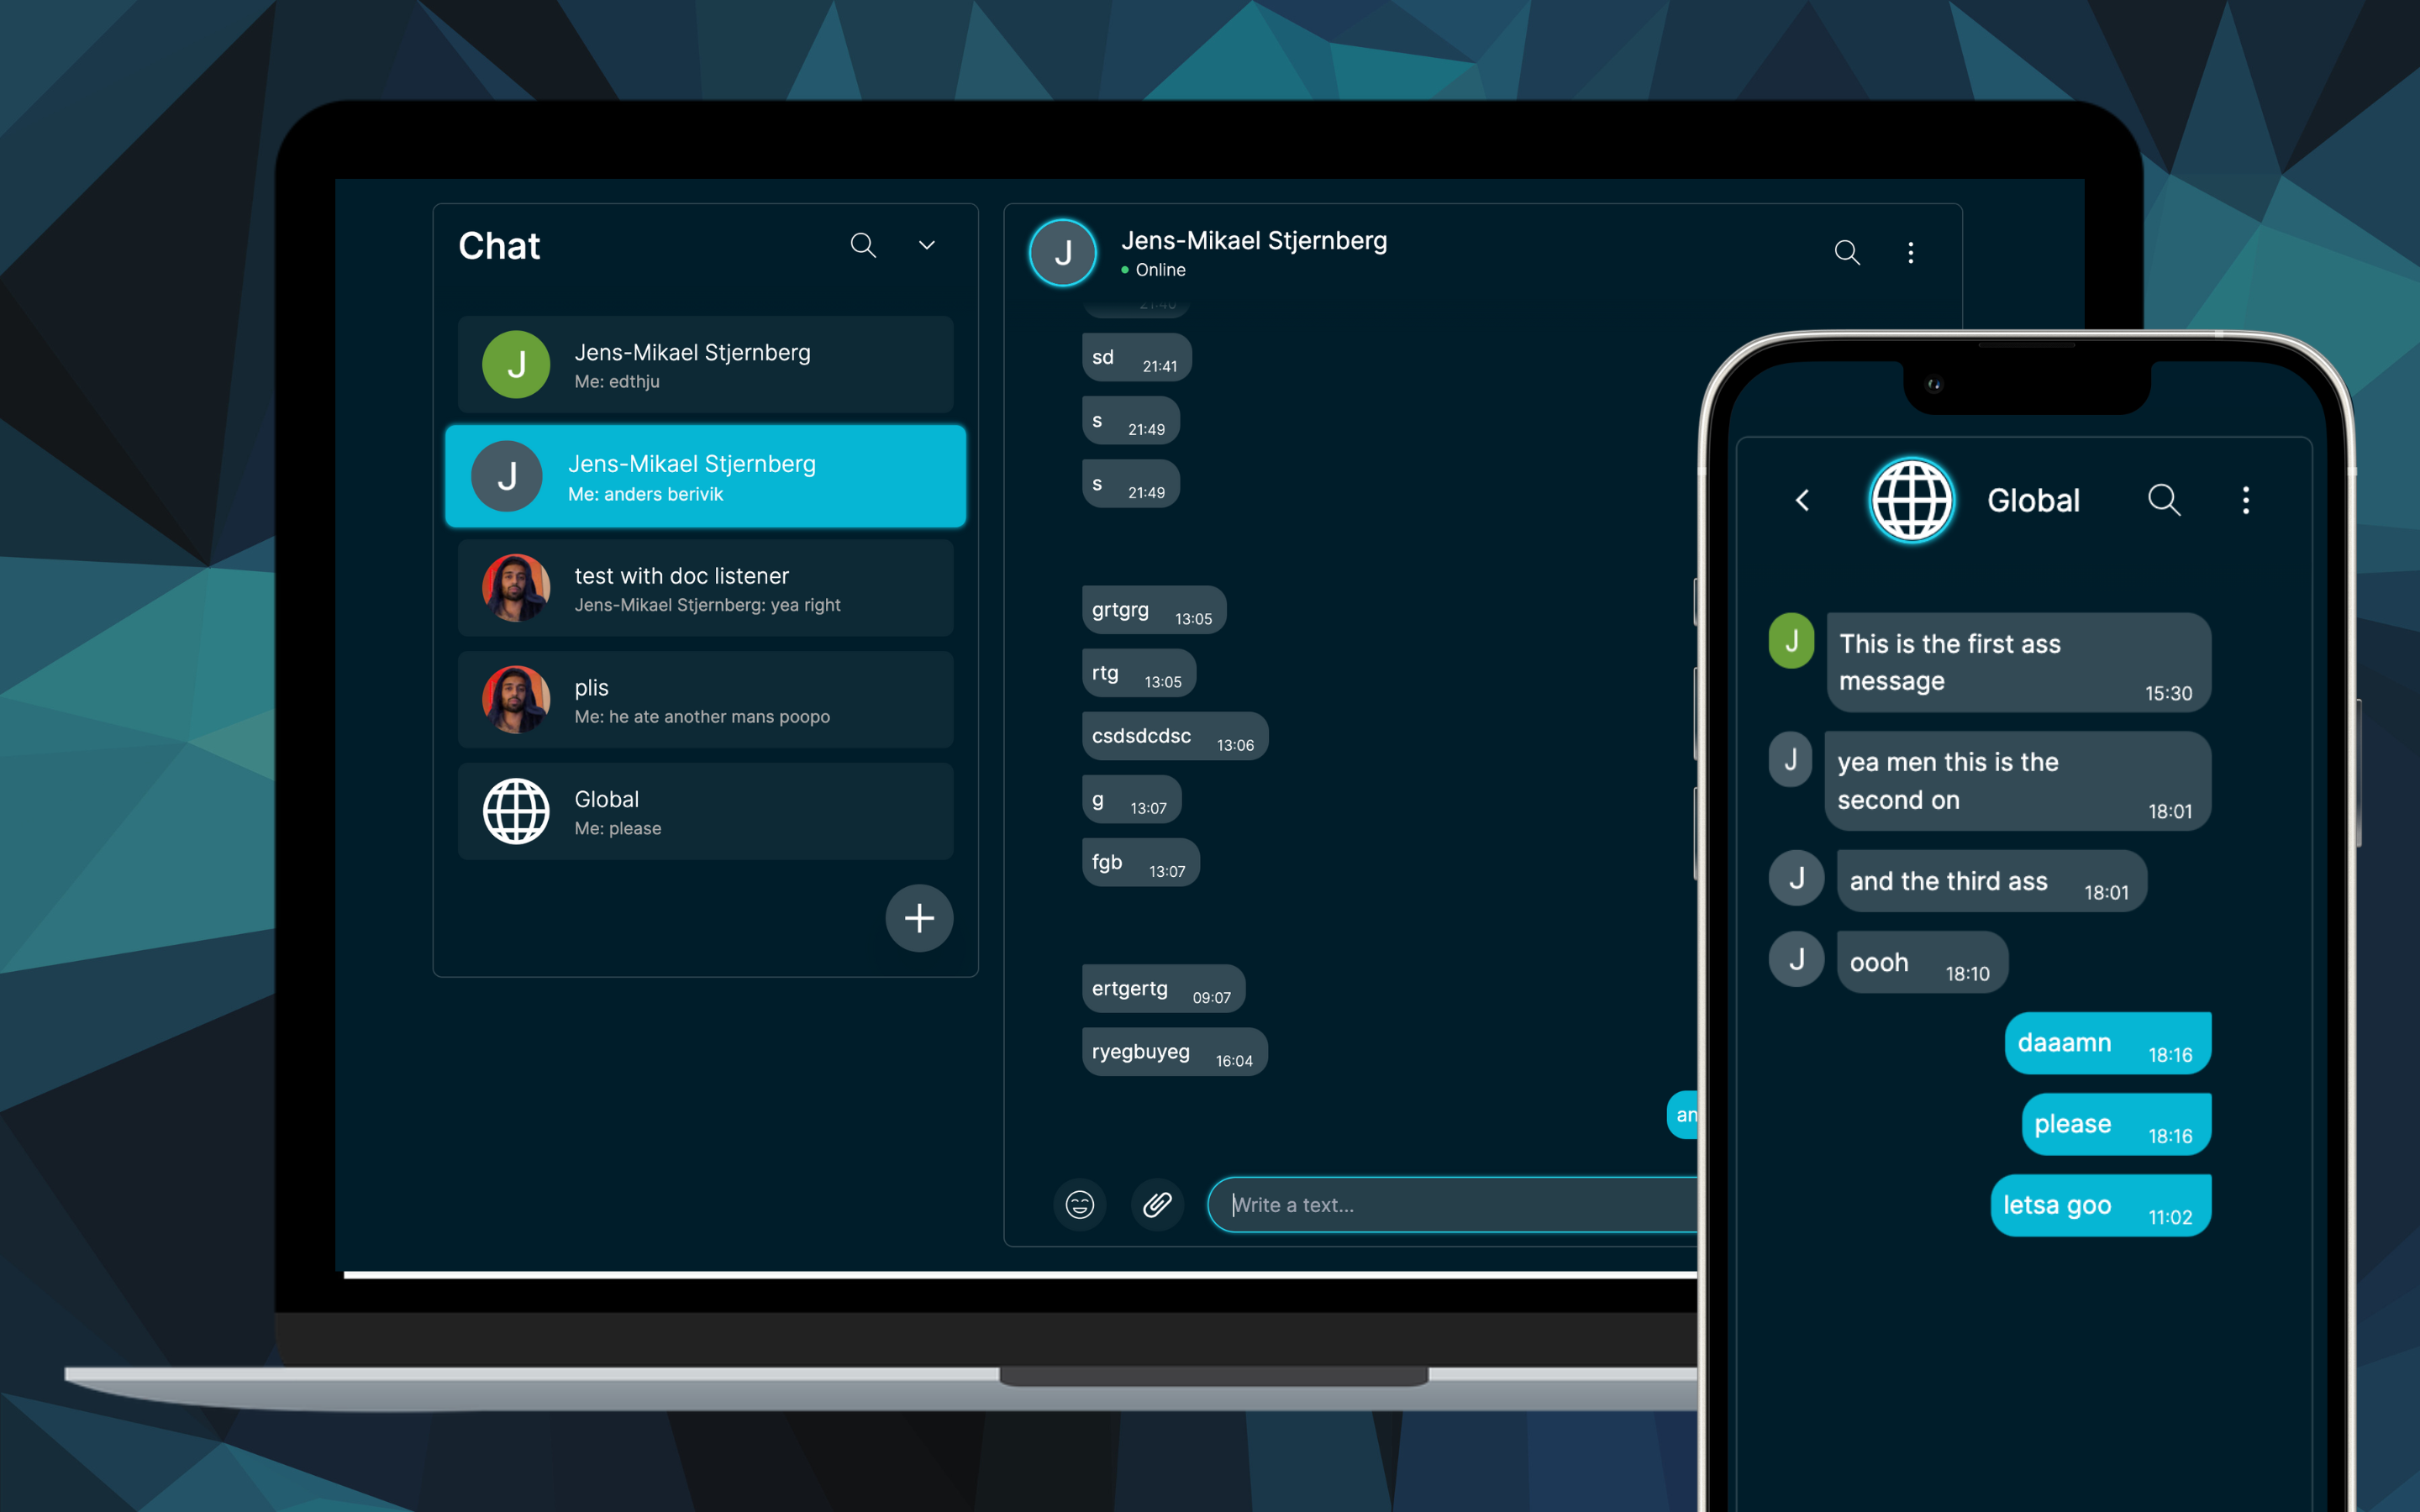 Chat
J
Jens-Mikael Stjernberg
Me: edthju
J
Jens-Mikael Stjernberg
Me: anders berivik
test with doc listener
Jens-Mikael Stjernberg: yea right
plis
Me: he ate another mans poopo
Global
Me: please
J
Jens-Mikael Stjernberg
Online
21:40
sd 21:41
s 21:49
s 21:49
grtgrg 13:05
rtg 13:05
csdsdcdsc 13:06
g 13:07
fgb 13:07
ertgertg 09:07
ryegbuyeg 16:04
an
Write a text...
Global
J
This is the first ass
message 15:30
J
yea men this is the
second on 18:01
J
and the third ass 18:01
J
oooh 18:10
daaamn 18:16
please 18:16
letsa goo 11:02